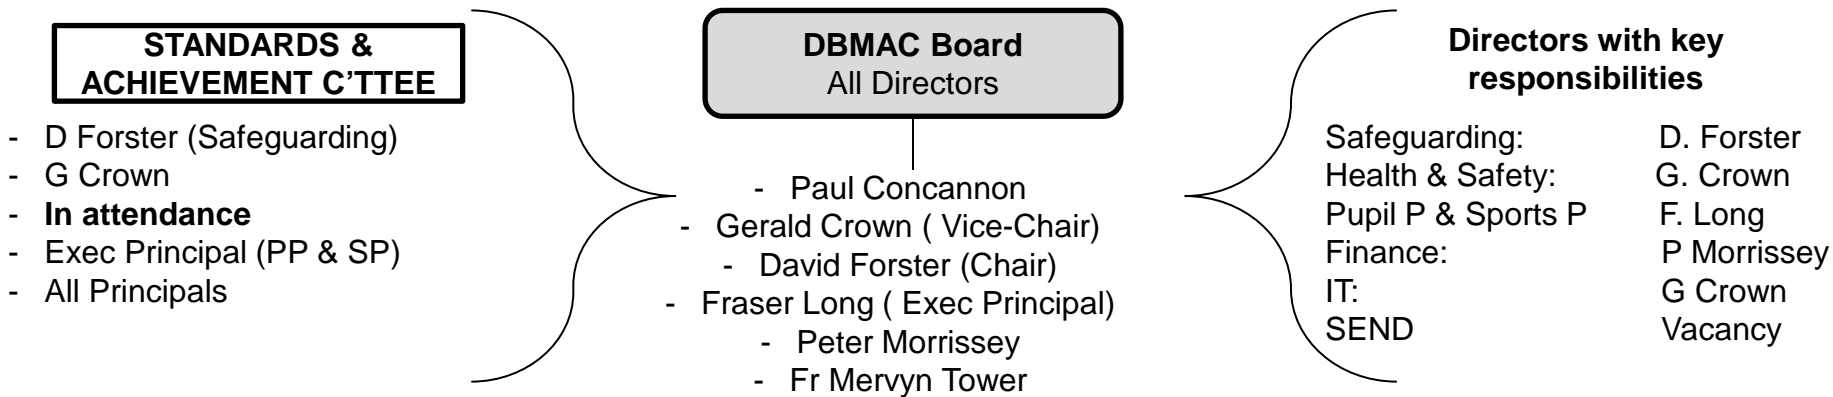 STANDARDS &
ACHIEVEMENT C'TTEE
- D Forster (Safeguarding)
- G Crown
- In attendance
- Exec Principal (PP & SP)
- All Principals
DBMAC Board
All Directors
- Paul Concannon
- Gerald Crown ( Vice-Chair)
- David Forster (Chair)
- Fraser Long ( Exec Principal)
- Peter Morrissey
- Fr Mervyn Tower
Directors with key
responsibilities
Safeguarding: D. Forster
Health & Safety: G. Crown
Pupil P & Sports P F. Long
Finance: P Morrissey
IT: G Crown
SEND Vacancy